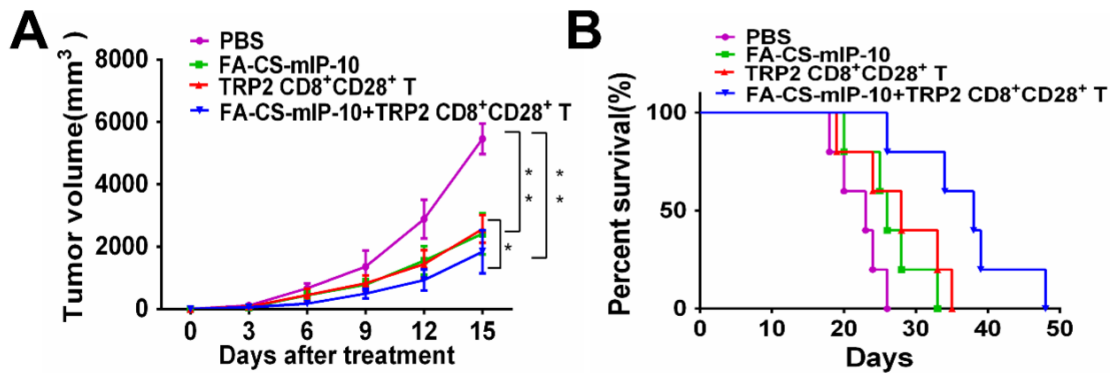 A
PBS
FA-CS-mIP-10
TRP2 CD8⁺CD28⁺ T
FA-CS-mIP-10+TRP2 CD8⁺CD28⁺ T
Tumor volume(mm³)
8000
6000
4000
2000
0
0 3 6 9 12 15
Days after treatment
* *
* *
*
B
PBS
FA-CS-mIP-10
TRP2 CD8⁺CD28⁺ T
FA-CS-mIP-10+TRP2 CD8⁺CD28⁺ T
Percent survival(%)
100
50
0
0 10 20 30 40 50
Days